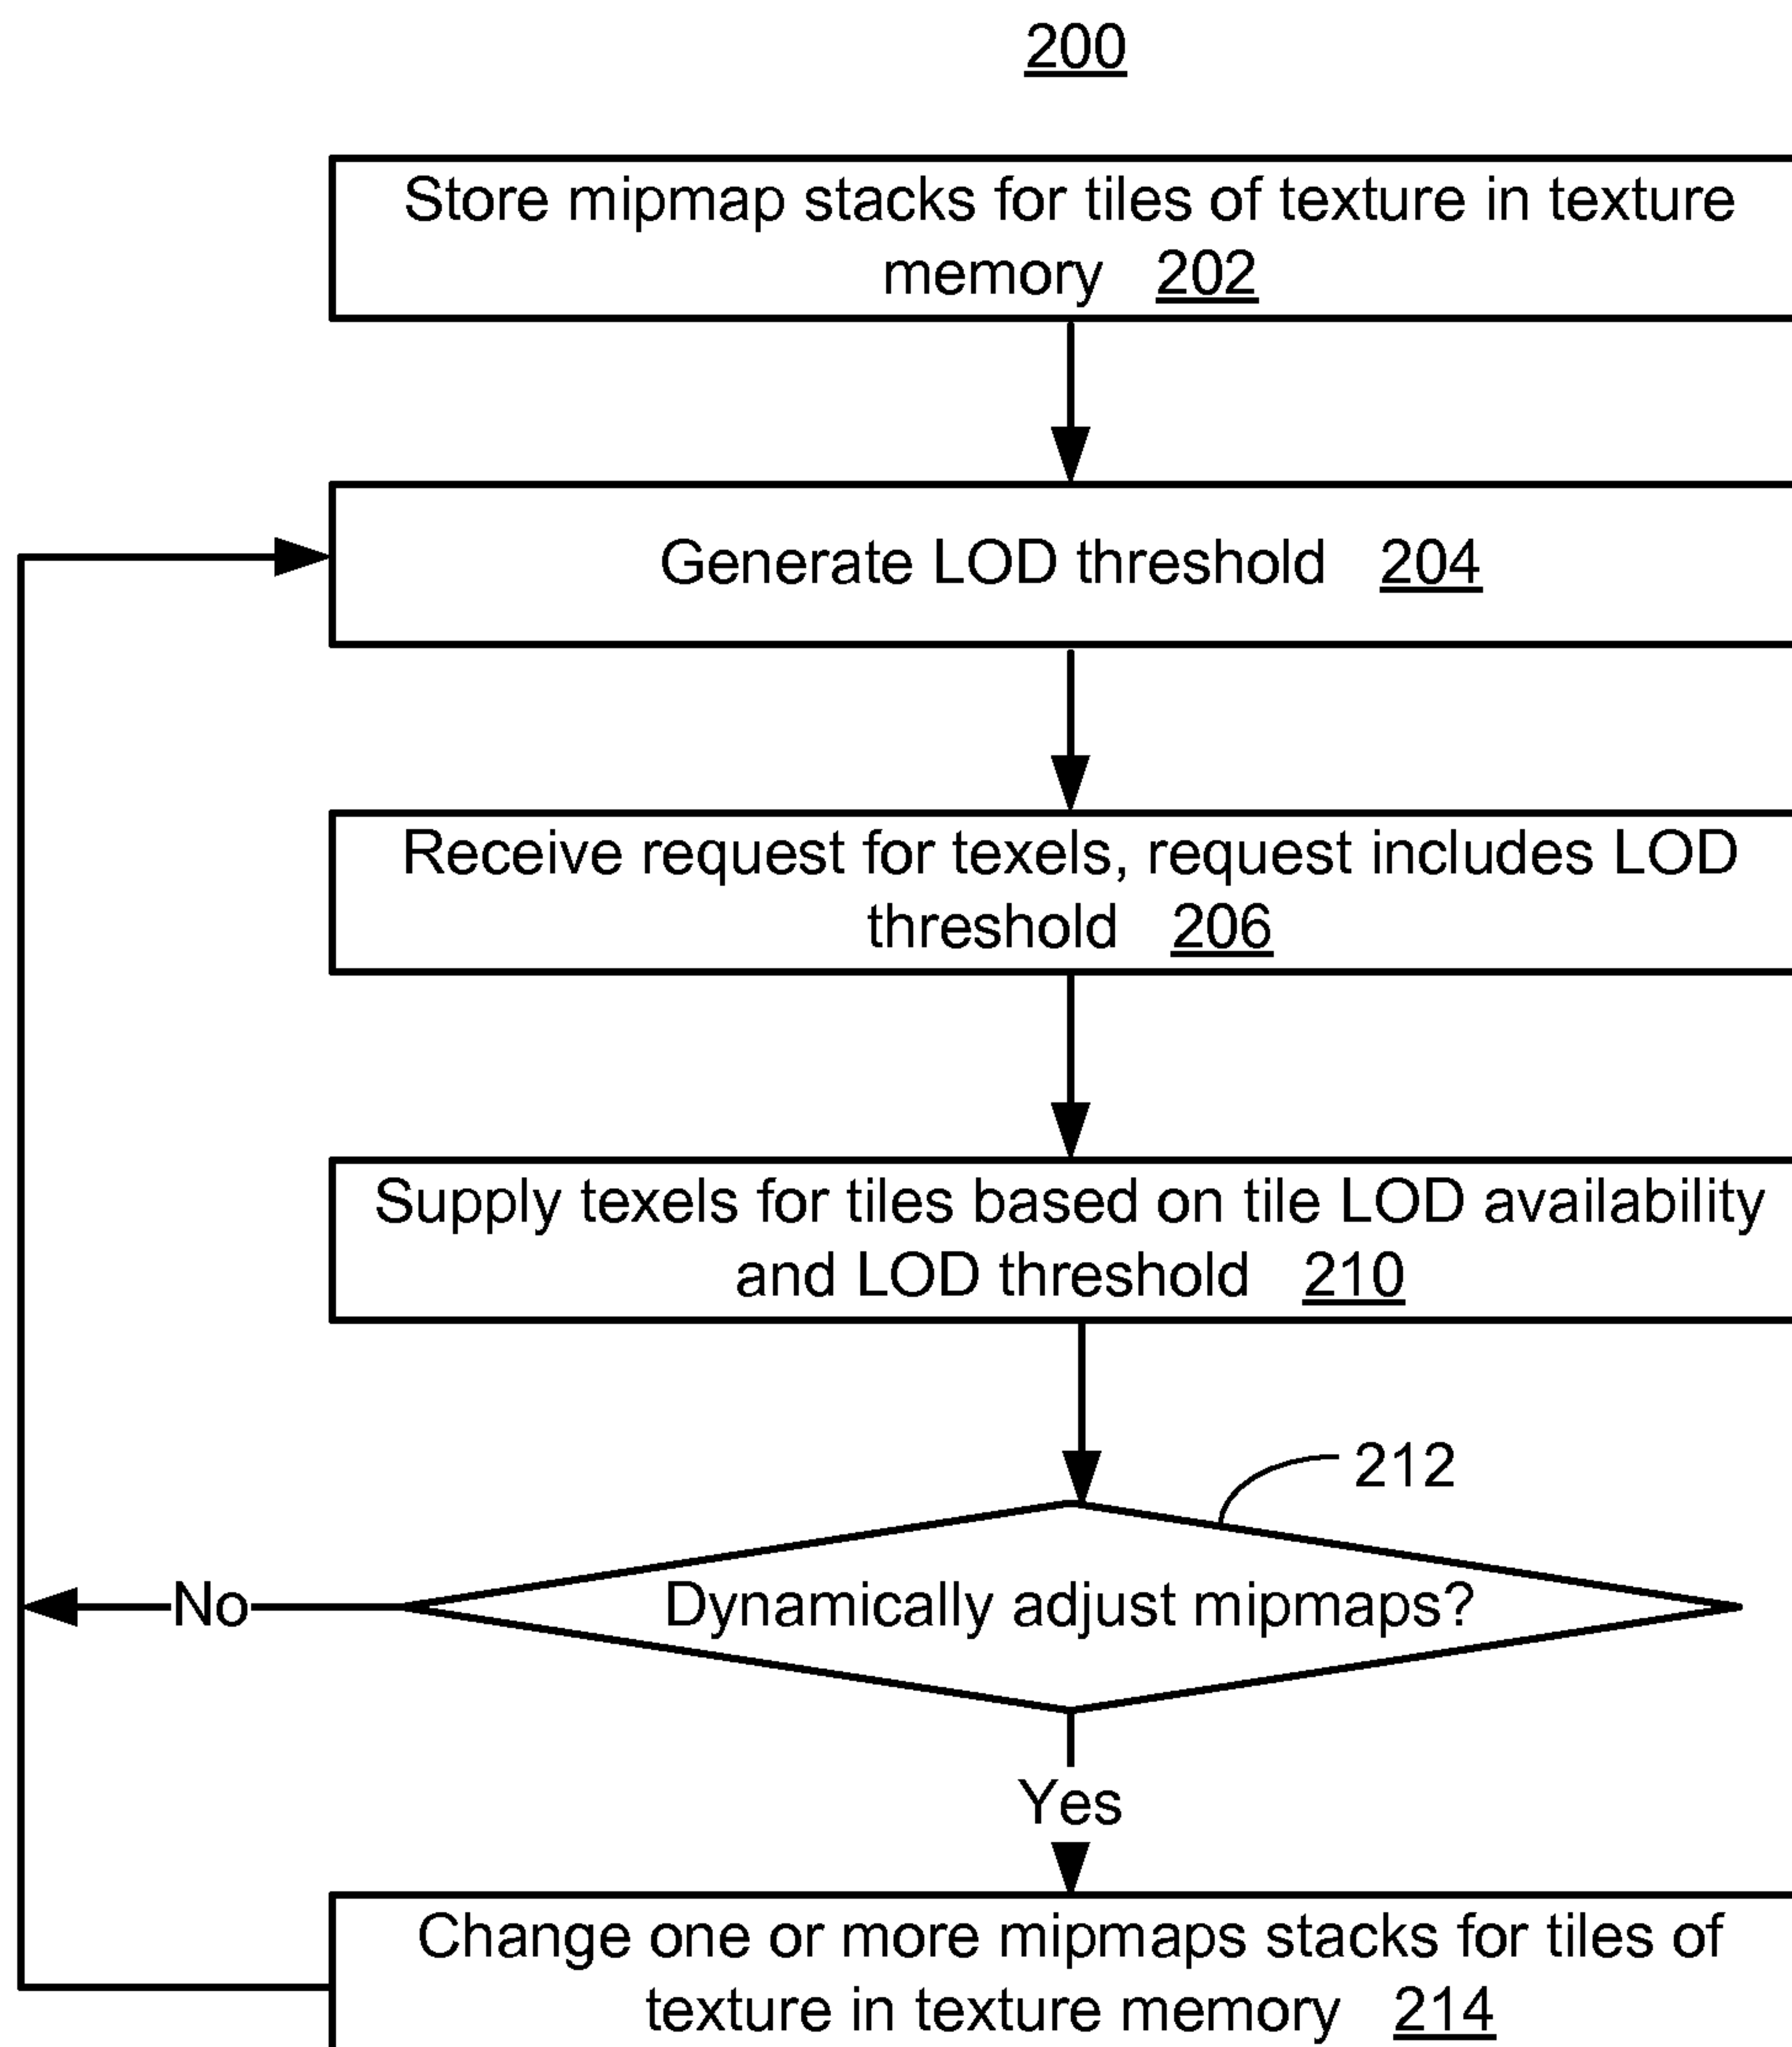 200
Store mipmap stacks for tiles of texture in texture
memory 202
Generate LOD threshold 204
Receive request for texels, request includes LOD
threshold 206
Supply texels for tiles based on tile LOD availability
and LOD threshold 210
212
Dynamically adjust mipmaps?
No
Yes
Change one or more mipmaps stacks for tiles of
texture in texture memory 214